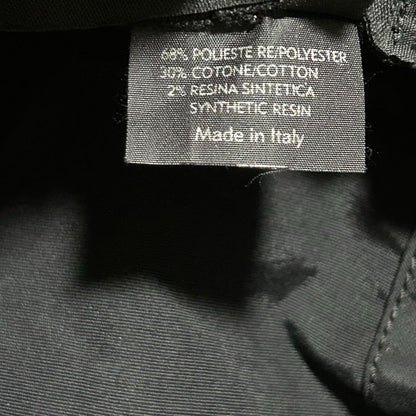 68% POLIESTE RE/POLYESTER
30% COTONE/COTTON
2% RESINA SINTETICA
SYNTHETIC RESIN
Made in Italy